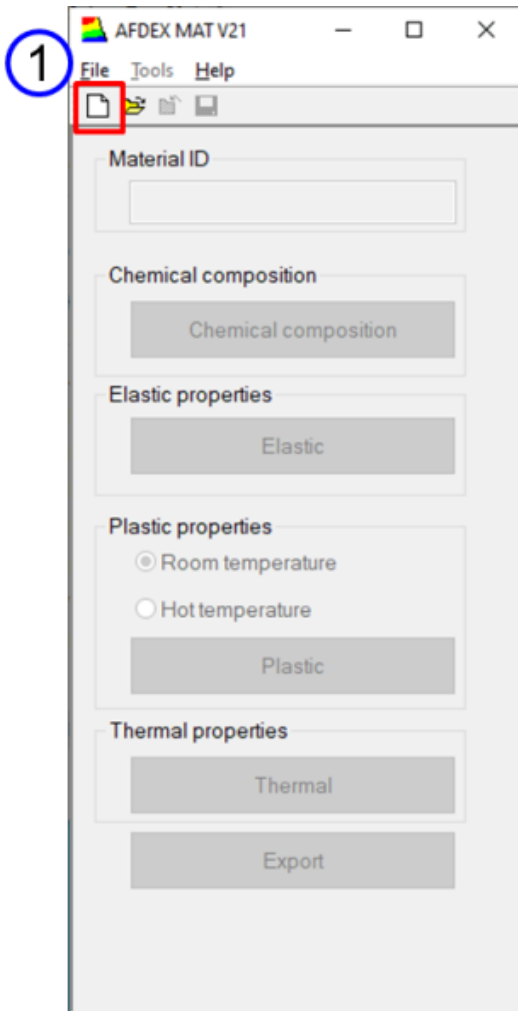 1
AFDEX MAT V21
File Tools Help
Material ID
Chemical composition
Chemical composition
Elastic properties
Elastic
Plastic properties
Room temperature
Hot temperature
Plastic
Thermal properties
Thermal
Export